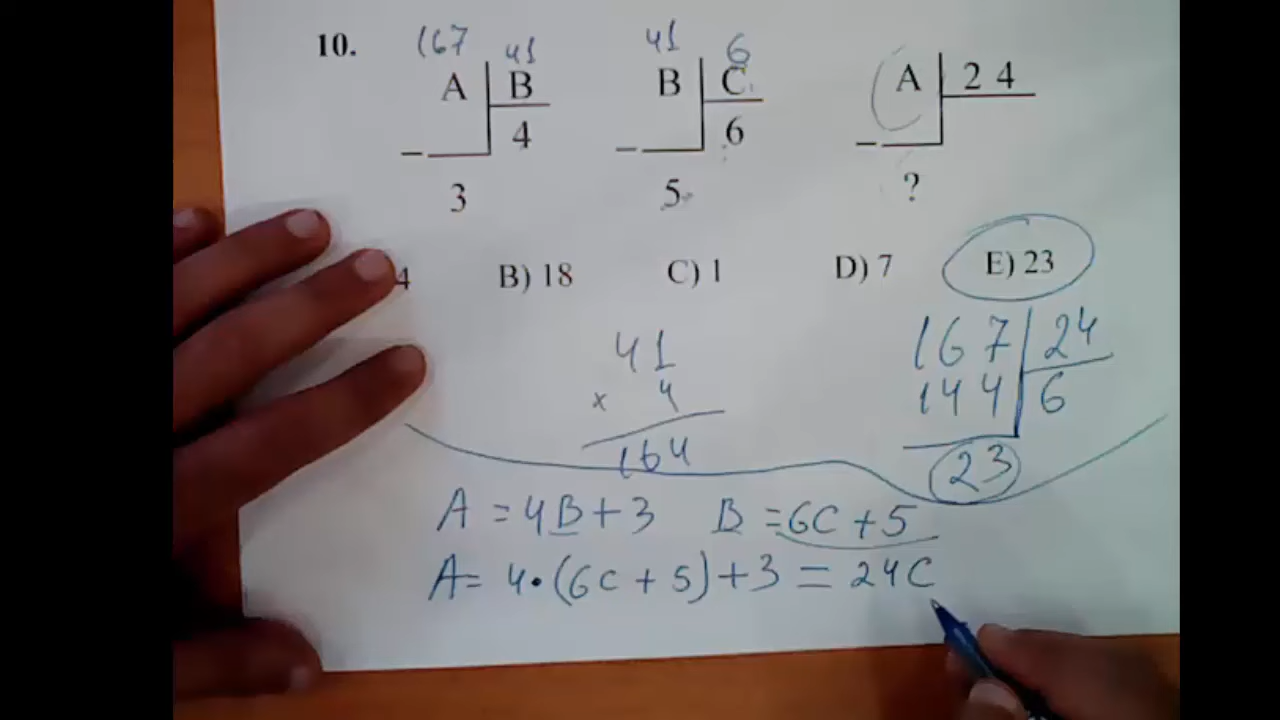 10. 167 41 41 6
A B B C A 24
4 6
3 5 ?
4 B) 18 C) 1 D) 7 E) 23
41 167 24
× 4 144 6
164 23
A = 4B + 3 B = 6C + 5
A = 4 • (6C + 5) + 3 = 24C